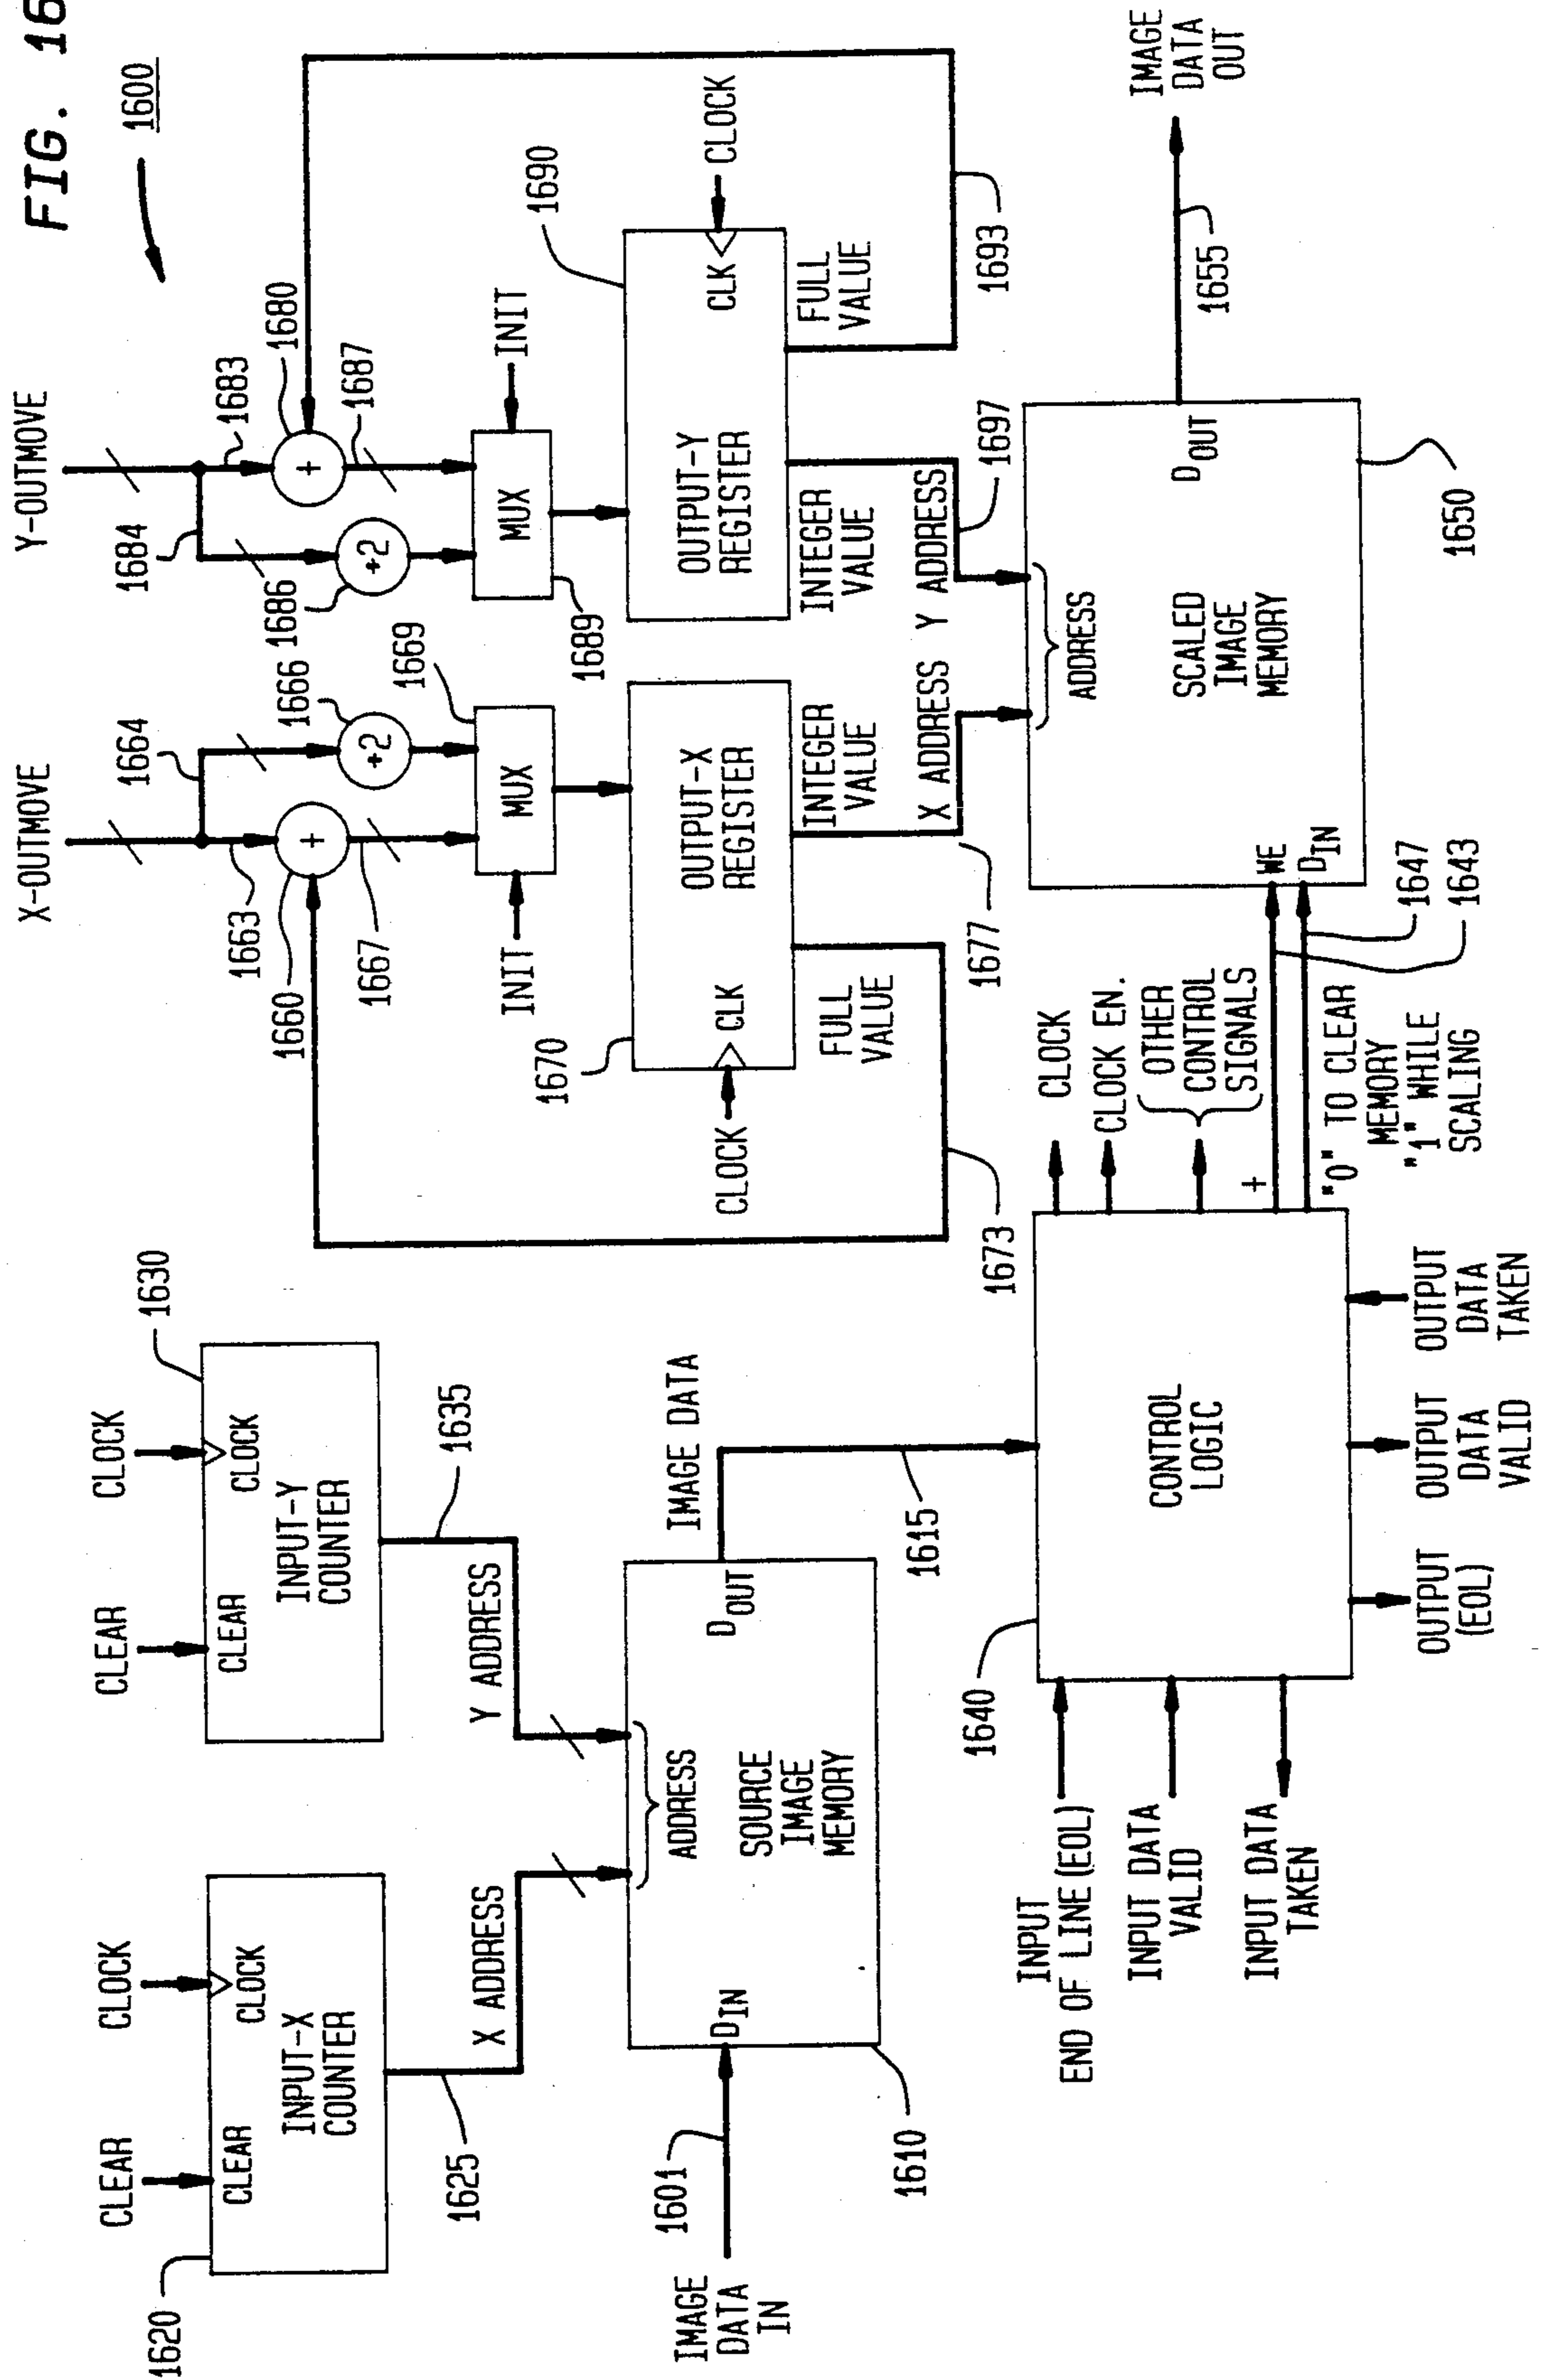 FIG. 16
1600
X-OUTMOVE
Y-OUTMOVE
1664
1663
1660
+
1666
÷2
1667
1669
MUX
INIT
1684
1683
1680
+
1686
÷2
1687
1689
MUX
INIT
1670
OUTPUT-X
REGISTER
CLK
CLOCK
FULL
VALUE
INTEGER
VALUE
1673
1677
X ADDRESS
1690
OUTPUT-Y
REGISTER
CLK
CLOCK
FULL
VALUE
INTEGER
VALUE
1693
1697
Y ADDRESS
CLEAR
CLOCK
CLEAR
CLOCK
INPUT-X
COUNTER
1620
1625
X ADDRESS
CLEAR
CLOCK
CLEAR
CLOCK
INPUT-Y
COUNTER
1630
1635
Y ADDRESS
IMAGE
DATA
IN
1601
DIN
ADDRESS
SOURCE
IMAGE
MEMORY
DOUT
1610
IMAGE DATA
1615
INPUT
END OF LINE (EOL)
INPUT DATA
VALID
INPUT DATA
TAKEN
1640
CONTROL
LOGIC
OUTPUT
(EOL)
OUTPUT
DATA
VALID
OUTPUT
DATA
TAKEN
CLOCK
CLOCK EN.
OTHER
CONTROL
SIGNALS
+
"0" TO CLEAR
MEMORY
"1" WHILE
SCALING
1647
1643
WE
DIN
ADDRESS
SCALED
IMAGE
MEMORY
DOUT
1650
1655
IMAGE
DATA
OUT